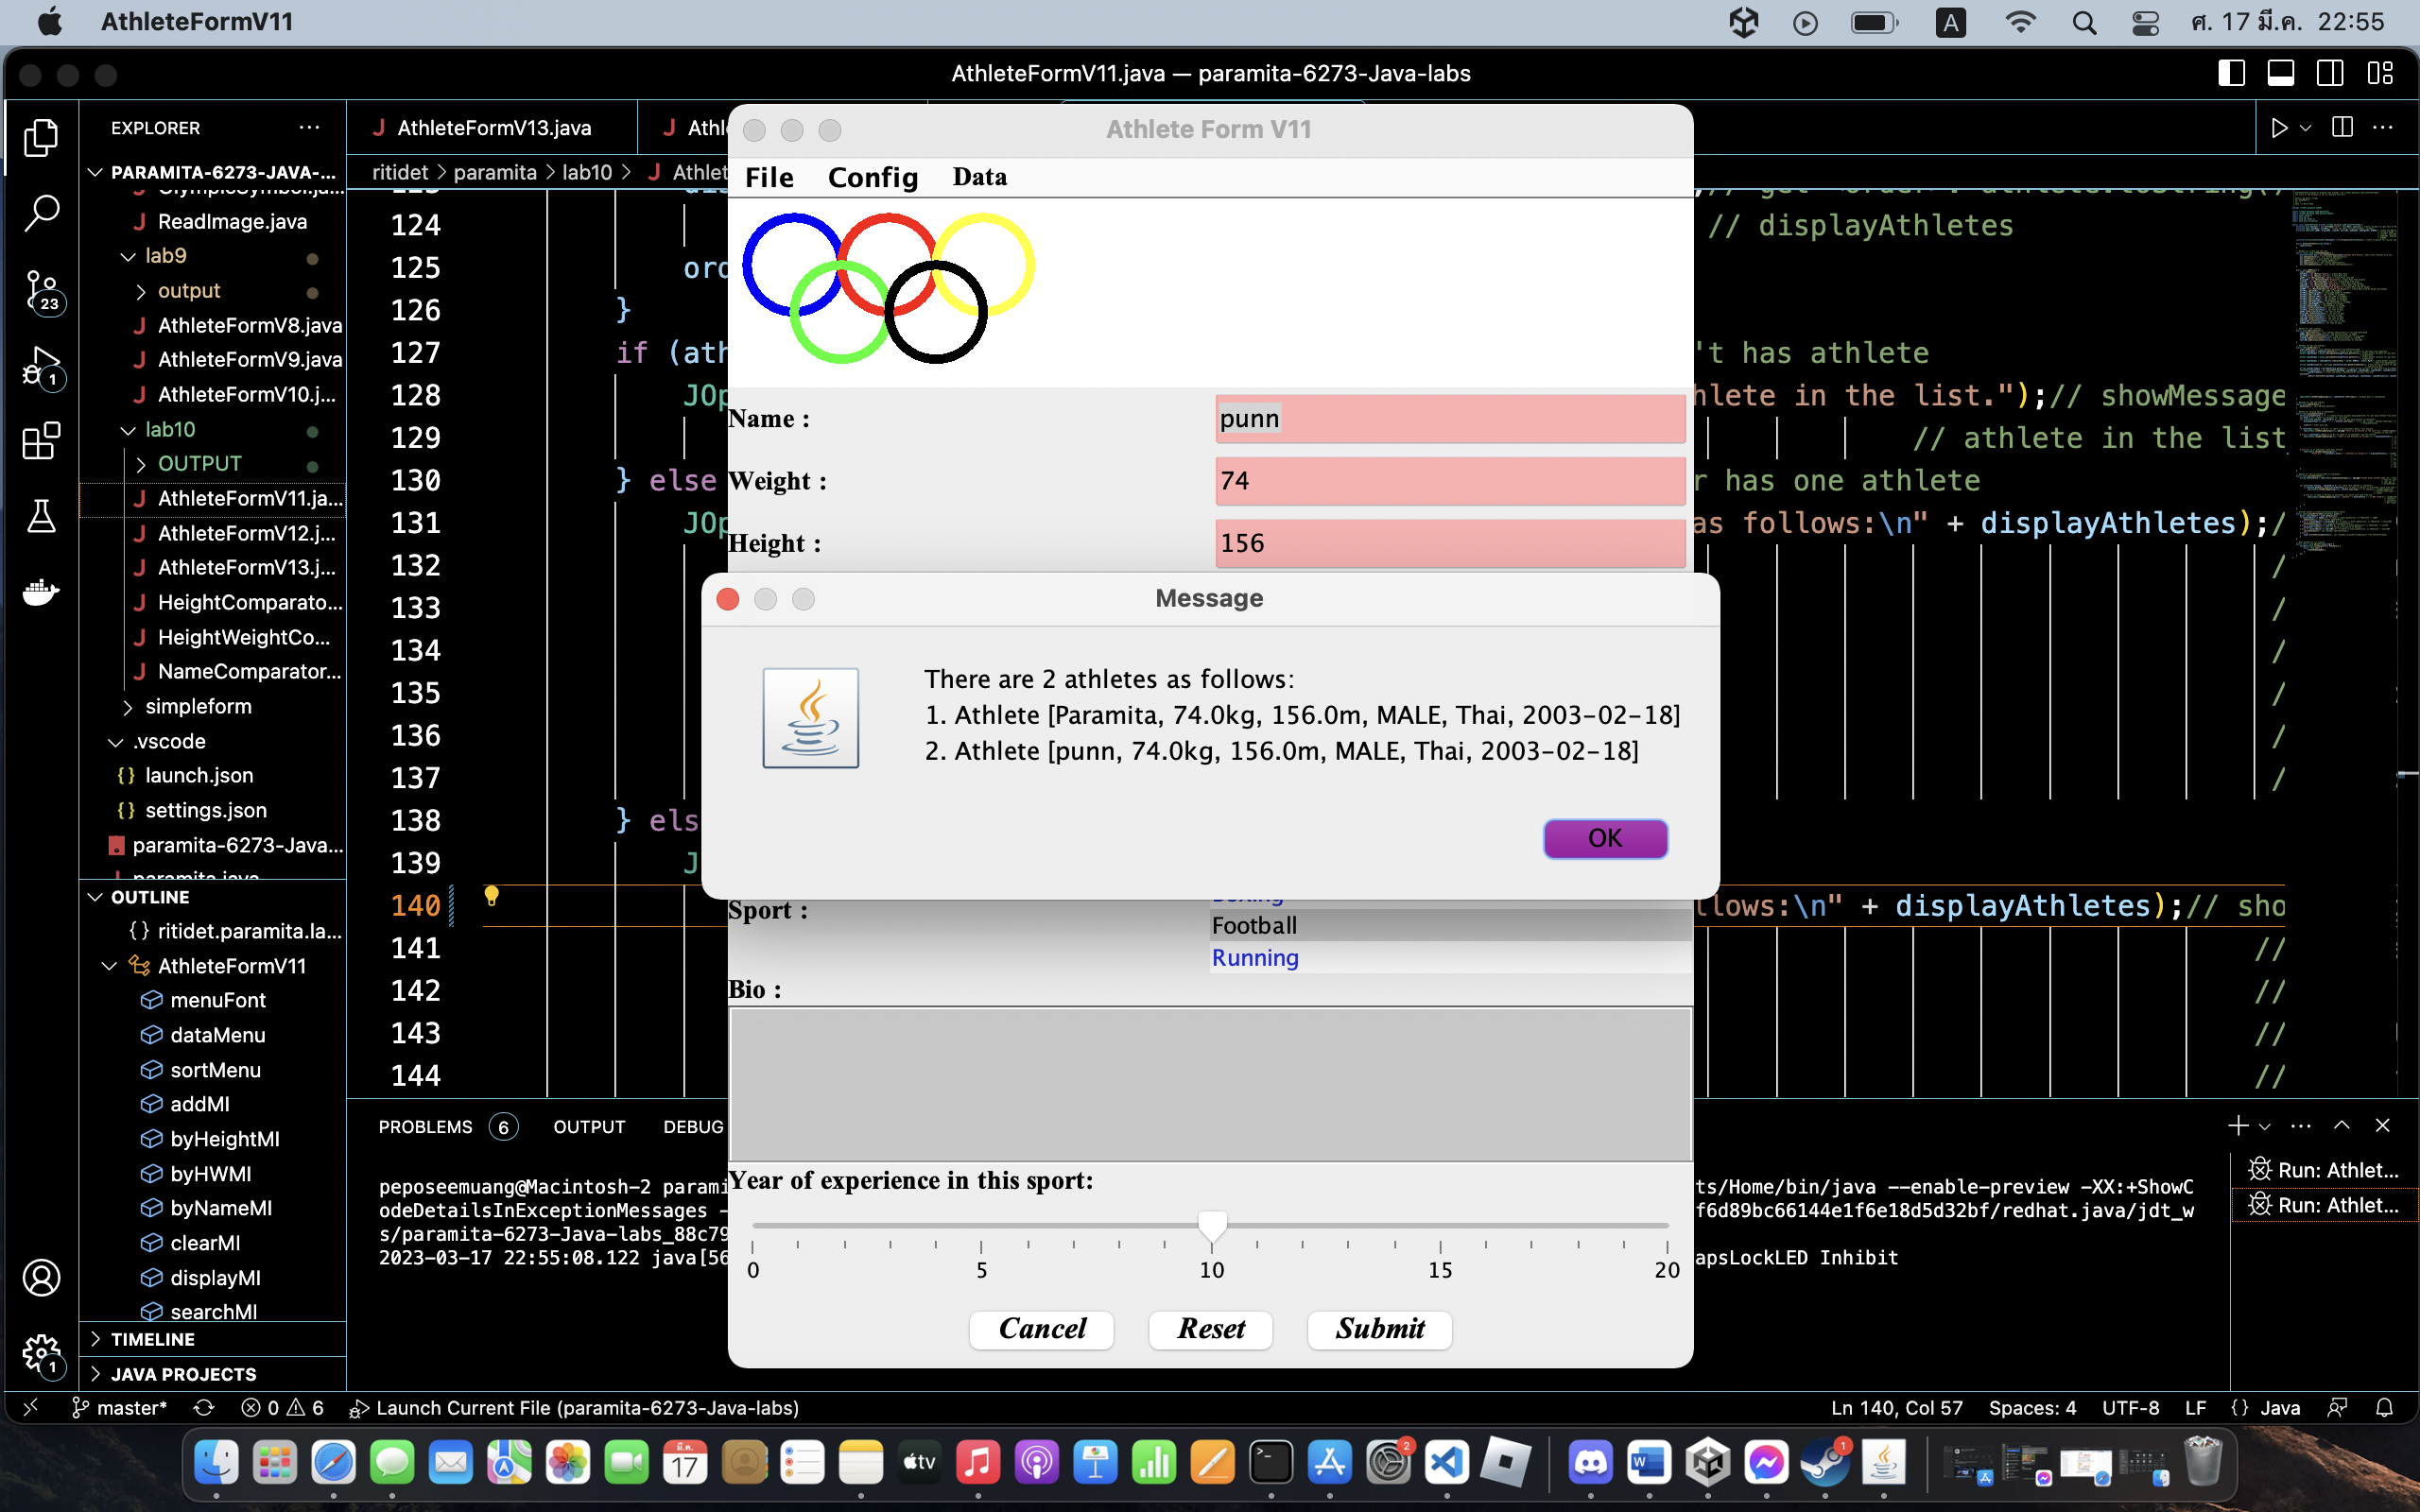 AthleteFormV11
A
ศ. 17 มี.ค. 22:55
AthleteFormV11.java — paramita-6273-Java-labs
EXPLORER
PARAMITA-6273-JAVA-...
ReadImage.java
lab9
output
AthleteFormV8.java
AthleteFormV9.java
AthleteFormV10.j...
lab10
OUTPUT
AthleteFormV11.ja...
AthleteFormV12.j...
AthleteFormV13.j...
HeightComparato...
HeightWeightCo...
NameComparator...
simpleform
.vscode
launch.json
settings.json
paramita-6273-Java...
OUTLINE
ritidet.paramita.la...
AthleteFormV11
menuFont
dataMenu
sortMenu
addMI
byHeightMI
byHWMI
byNameMI
clearMI
displayMI
searchMI
TIMELINE
JAVA PROJECTS
23
1
1
AthleteFormV13.java
ritidet > paramita > lab10 >
124 // displayAthletes
125
126 }
127 if (ath 't has athlete
128 JOp hlete in the list.");// showMessage
129 // athlete in the list
130 } else r has one athlete
131 JOp as follows:\n" + displayAthletes);/
132 /
133 /
134 /
135 /
136 /
137 /
138 } els
139 J
140 llows:\n" + displayAthletes);// sho
141 //
142 //
143 //
144 //
Athlete Form V11
File Config Data
Name : punn
Weight : 74
Height : 156
Message
There are 2 athletes as follows:
1. Athlete [Paramita, 74.0kg, 156.0m, MALE, Thai, 2003-02-18]
2. Athlete [punn, 74.0kg, 156.0m, MALE, Thai, 2003-02-18]
OK
Sport :
Football
Running
Bio :
Year of experience in this sport:
0 5 10 15 20
Cancel Reset Submit
PROBLEMS 6 OUTPUT DEBUG
peposeemuang@Macintosh-2 parami ts/Home/bin/java --enable-preview -XX:+ShowC
odeDetailsInExceptionMessages - f6d89bc66144e1f6e18d5d32bf/redhat.java/jdt_w
s/paramita-6273-Java-labs_88c79
2023-03-17 22:55:08.122 java[56 apsLockLED Inhibit
Run: Athlet...
Run: Athlet...
master* 0 6 Launch Current File (paramita-6273-Java-labs)
Ln 140, Col 57 Spaces: 4 UTF-8 LF {} Java
มี.ค.
17
tv
2
W
1